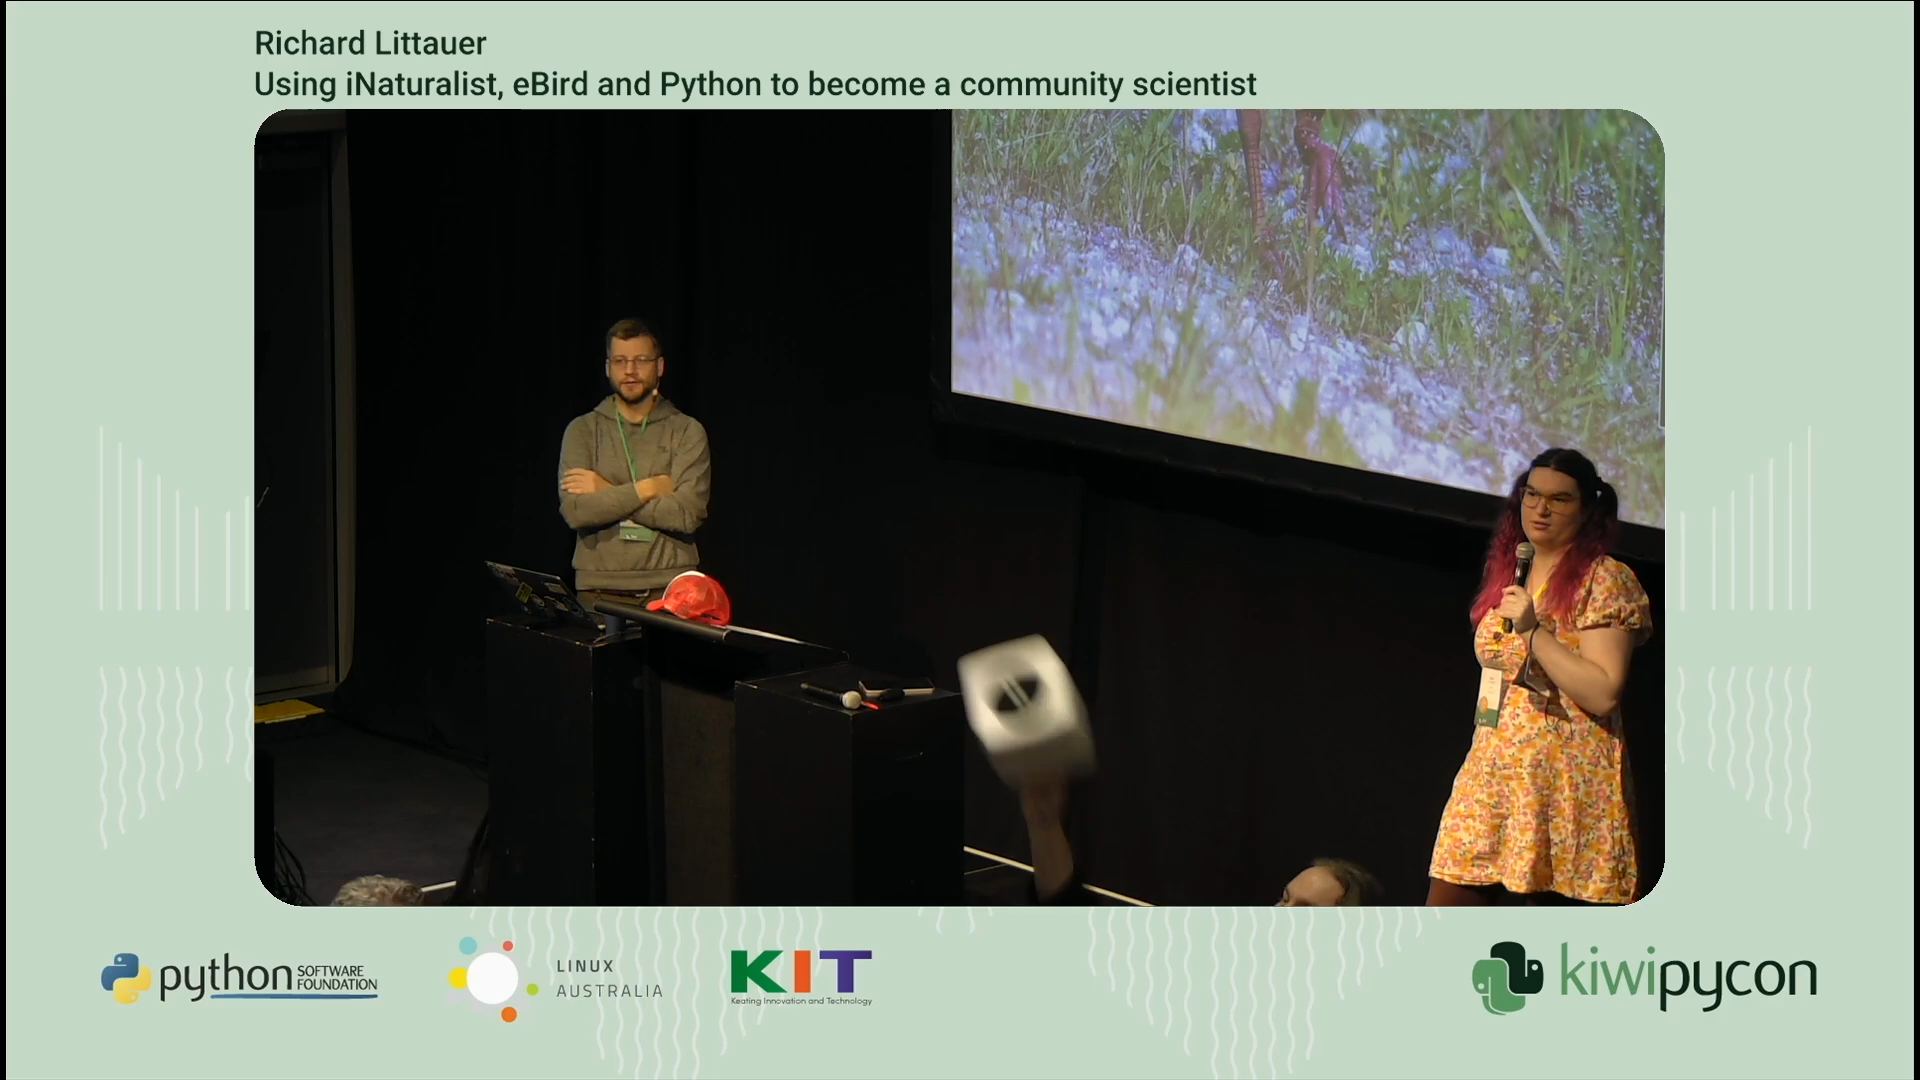 Richard Littauer
Using iNaturalist, eBird and Python to become a community scientist
python SOFTWARE FOUNDATION
LINUX AUSTRALIA
KIT
Keating Innovation and Technology
kiwipycon